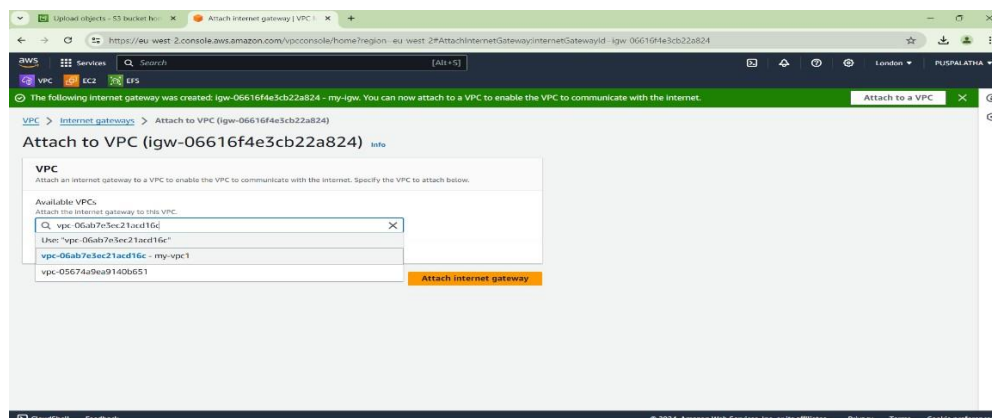 Upload objects - S3 bucket ho
Attach internet gateway | VPC
https://eu-west-2.console.aws.amazon.com/vpcconsole/home?region=eu-west-2#AttachInternetGateway:internetGatewayId=igw-06616f4e3cb22a824
aws Services Search [Alt+S] London PUSPALATHA
VPC EC2 EFS
The following internet gateway was created: igw-06616f4e3cb22a824 - my-igw. You can now attach to a VPC to enable the VPC to communicate with the internet. Attach to a VPC
VPC > Internet gateways > Attach to VPC (igw-06616f4e3cb22a824)
Attach to VPC (igw-06616f4e3cb22a824) Info
VPC
Attach an internet gateway to a VPC to enable the VPC to communicate with the internet. Specify the VPC to attach below.
Available VPCs
Attach the internet gateway to this VPC.
vpc-06ab7e3ec21acd16c
Use: "vpc-06ab7e3ec21acd16c"
vpc-06ab7e3ec21acd16c - my-vpc1
vpc-05674a9ea9140b651
Attach internet gateway
CloudShell Feedback © 2024, Amazon Web Services, Inc. or its affiliates. Privacy Terms Cookie preferences